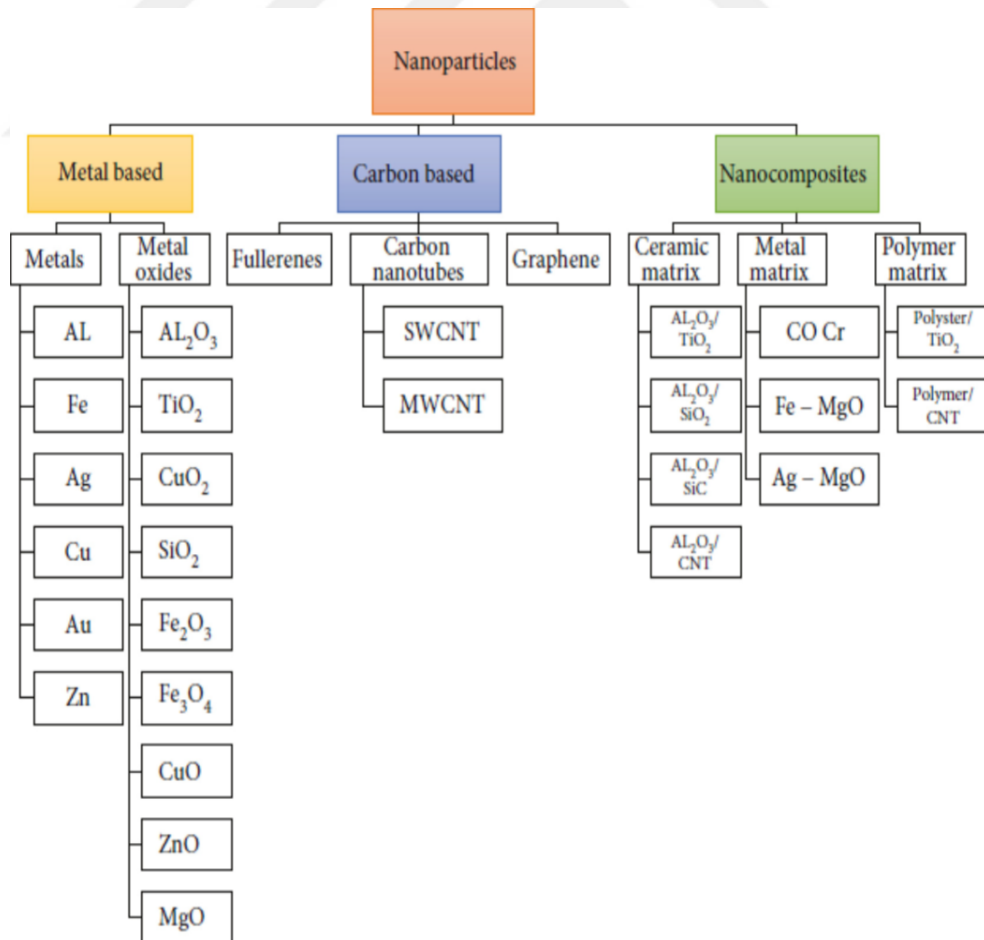 Nanoparticles
Metal based
Carbon based
Nanocomposites
Metals
Metal
oxides
Fullerenes
Carbon
nanotubes
Graphene
Ceramic
matrix
Metal
matrix
Polymer
matrix
AL
Fe
Ag
Cu
Au
Zn
AL₂O₃
TiO₂
CuO₂
SiO₂
Fe₂O₃
Fe₃O₄
CuO
ZnO
MgO
SWCNT
MWCNT
AL₂O₃/
TiO₂
AL₂O₃/
SiO₂
AL₂O₃/
SiC
AL₂O₃/
CNT
CO Cr
Fe – MgO
Ag – MgO
Polyster/
TiO₂
Polymer/
CNT